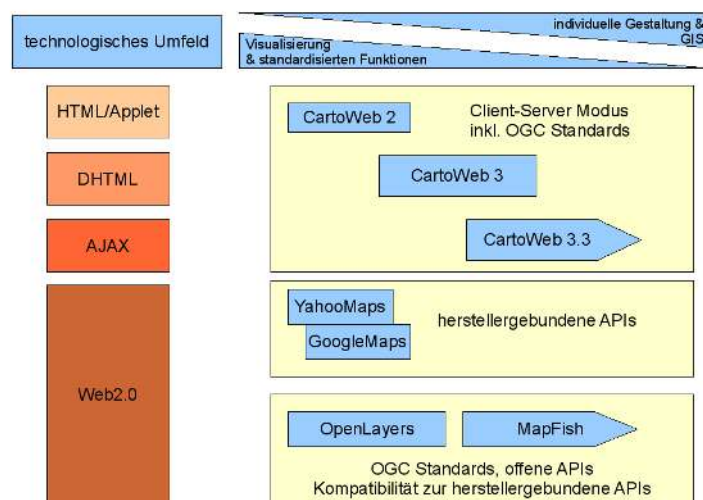 technologisches Umfeld
individuelle Gestaltung &
GIS
Visualisierung
& standardisierten Funktionen
HTML/Applet
CartoWeb 2
Client-Server Modus
inkl. OGC Standards
DHTML
CartoWeb 3
AJAX
CartoWeb 3.3
Web2.0
YahooMaps
GoogleMaps
herstellergebundene APIs
OpenLayers
MapFish
OGC Standards, offene APIs
Kompatibilität zur herstellergebundene APIs